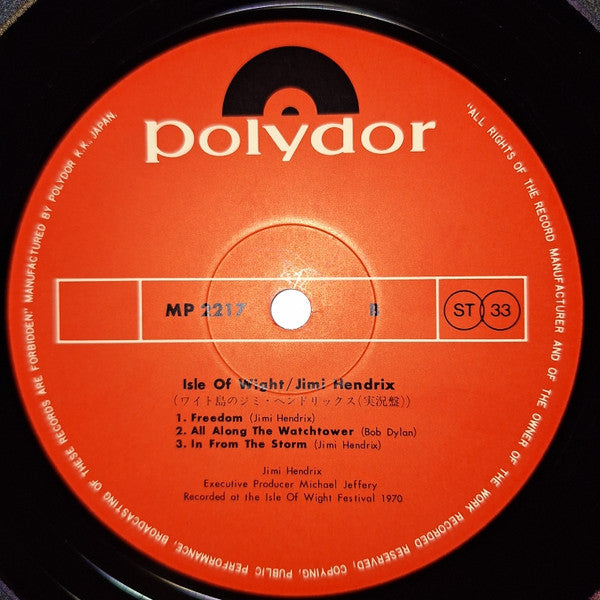 polydor
"ALL RIGHTS OF THE RECORD MANUFACTURER AND OF THE OWNER OF THE WORK RECORDED RESERVED, COPYING, PUBLIC PERFORMANCE, BROADCASTING OF THESE RECORDS ARE FORBIDDEN" MANUFACTURED BY POLYDOR K.K., JAPAN.
MP 2217 B ST 33
Isle Of Wight/Jimi Hendrix
(ワイト島のジミ・ヘンドリックス(実況盤))
1. Freedom (Jimi Hendrix)
2. All Along The Watchtower (Bob Dylan)
3. In From The Storm (Jimi Hendrix)
Jimi Hendrix
Executive Producer Michael Jeffery
Recorded at the Isle Of Wight Festival 1970.